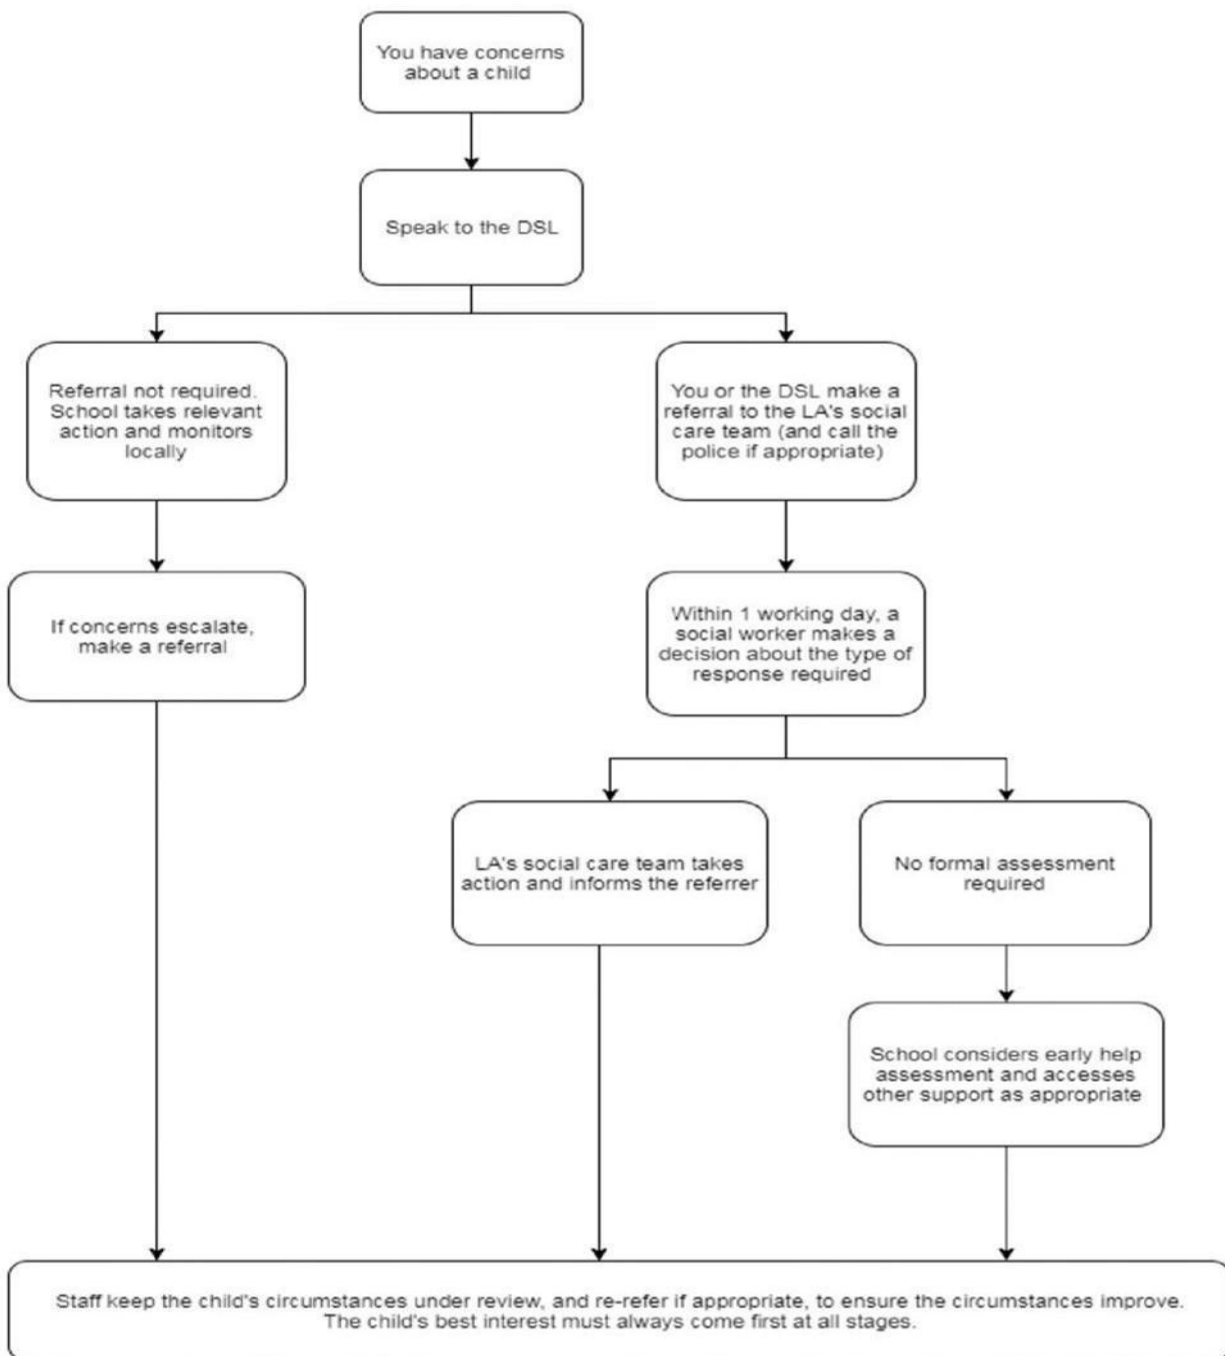 You have concerns
about a child
Speak to the DSL
Referral not required.
School takes relevant
action and monitors
locally
You or the DSL make a
referral to the LA's social
care team (and call the
police if appropriate)
If concerns escalate,
make a referral
Within 1 working day, a
social worker makes a
decision about the type of
response required
LA's social care team takes
action and informs the referrer
No formal assessment
required
School considers early help
assessment and accesses
other support as appropriate
Staff keep the child's circumstances under review, and re-refer if appropriate, to ensure the circumstances improve.
The child's best interest must always come first at all stages.